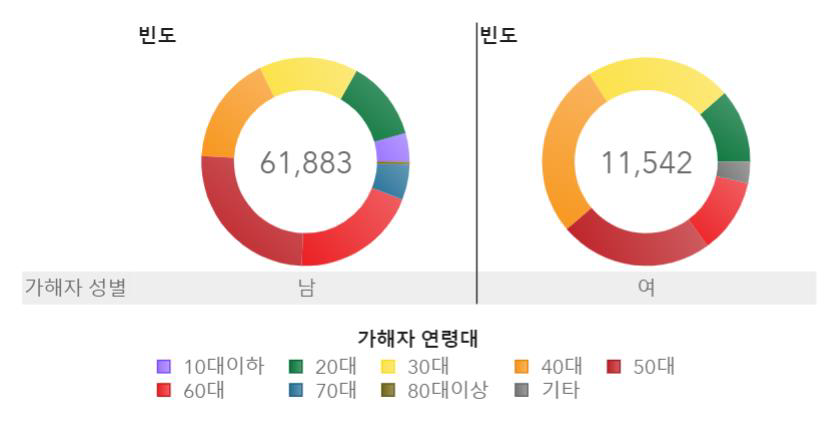 빈도 빈도
61,883 11,542
가해자 성별 남 여
가해자 연령대
10대이하 20대 30대 40대 50대
60대 70대 80대이상 기타